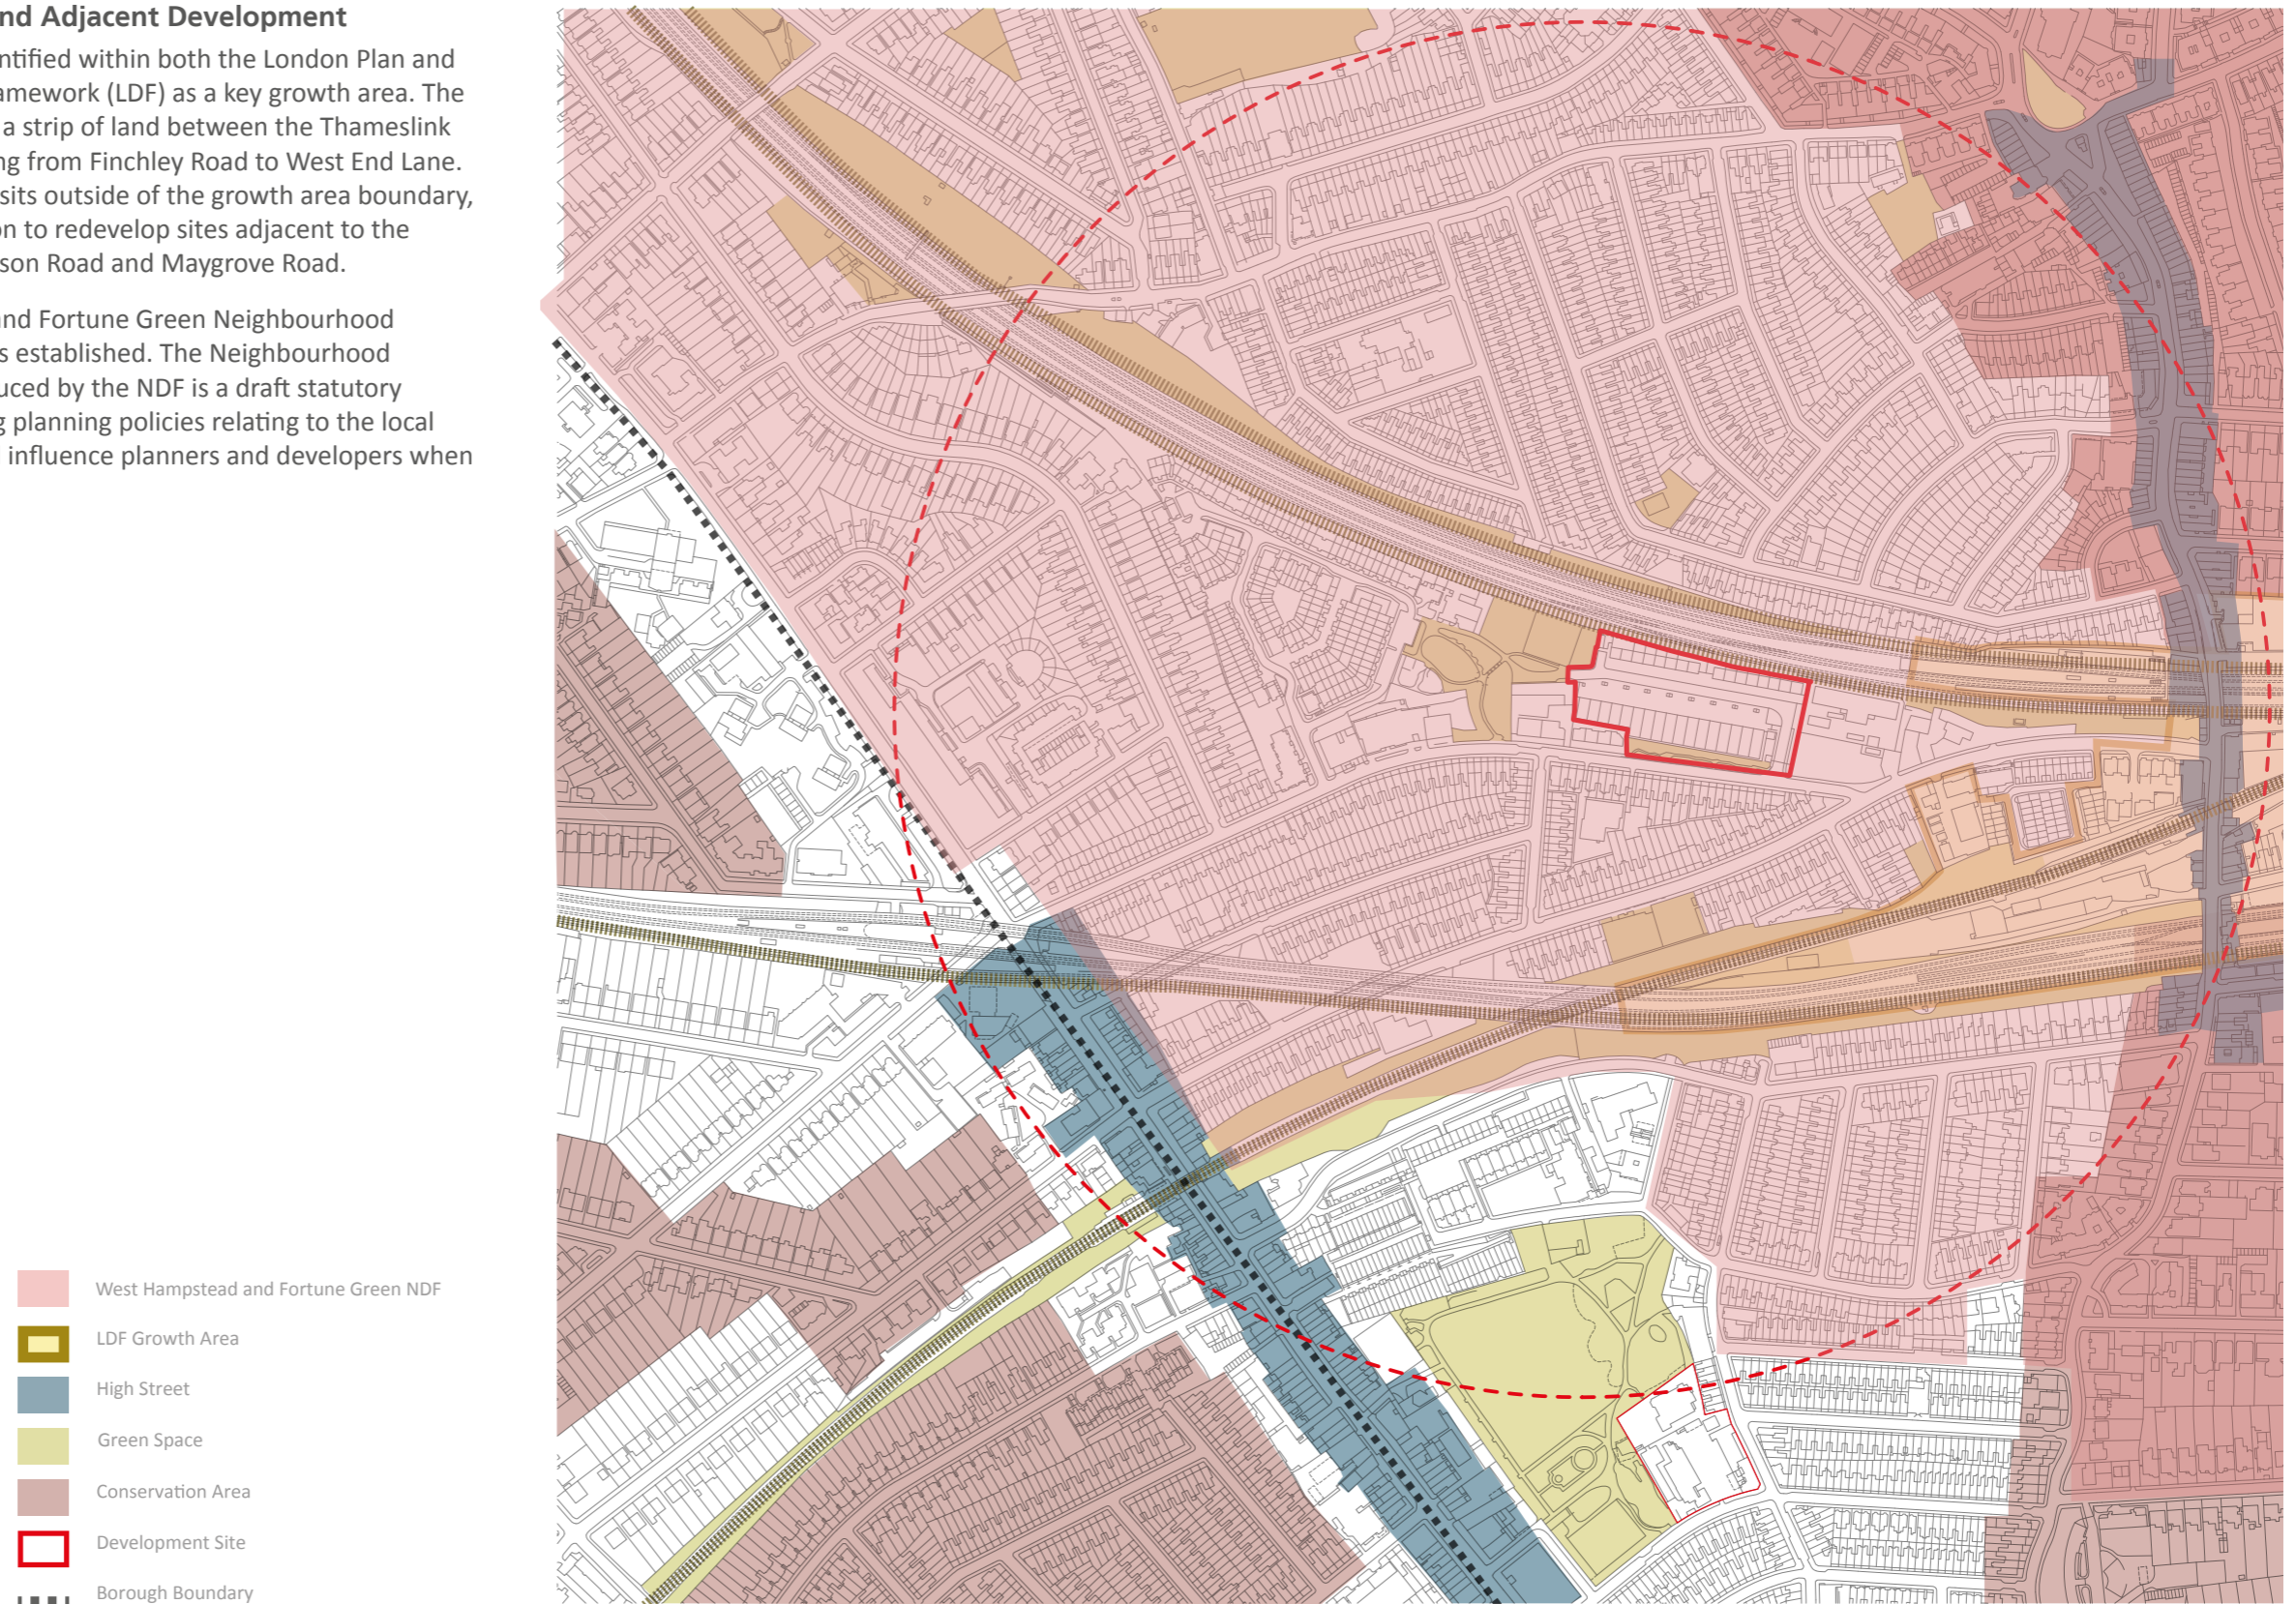 nd Adjacent Development
ntified within both the London Plan and
amework (LDF) as a key growth area. The
a strip of land between the Thameslink
ng from Finchley Road to West End Lane.
sits outside of the growth area boundary,
on to redevelop sites adjacent to the
son Road and Maygrove Road.
and Fortune Green Neighbourhood
s established. The Neighbourhood
uced by the NDF is a draft statutory
g planning policies relating to the local
influence planners and developers when
West Hampstead and Fortune Green NDF
LDF Growth Area
High Street
Green Space
Conservation Area
Development Site
Borough Boundary